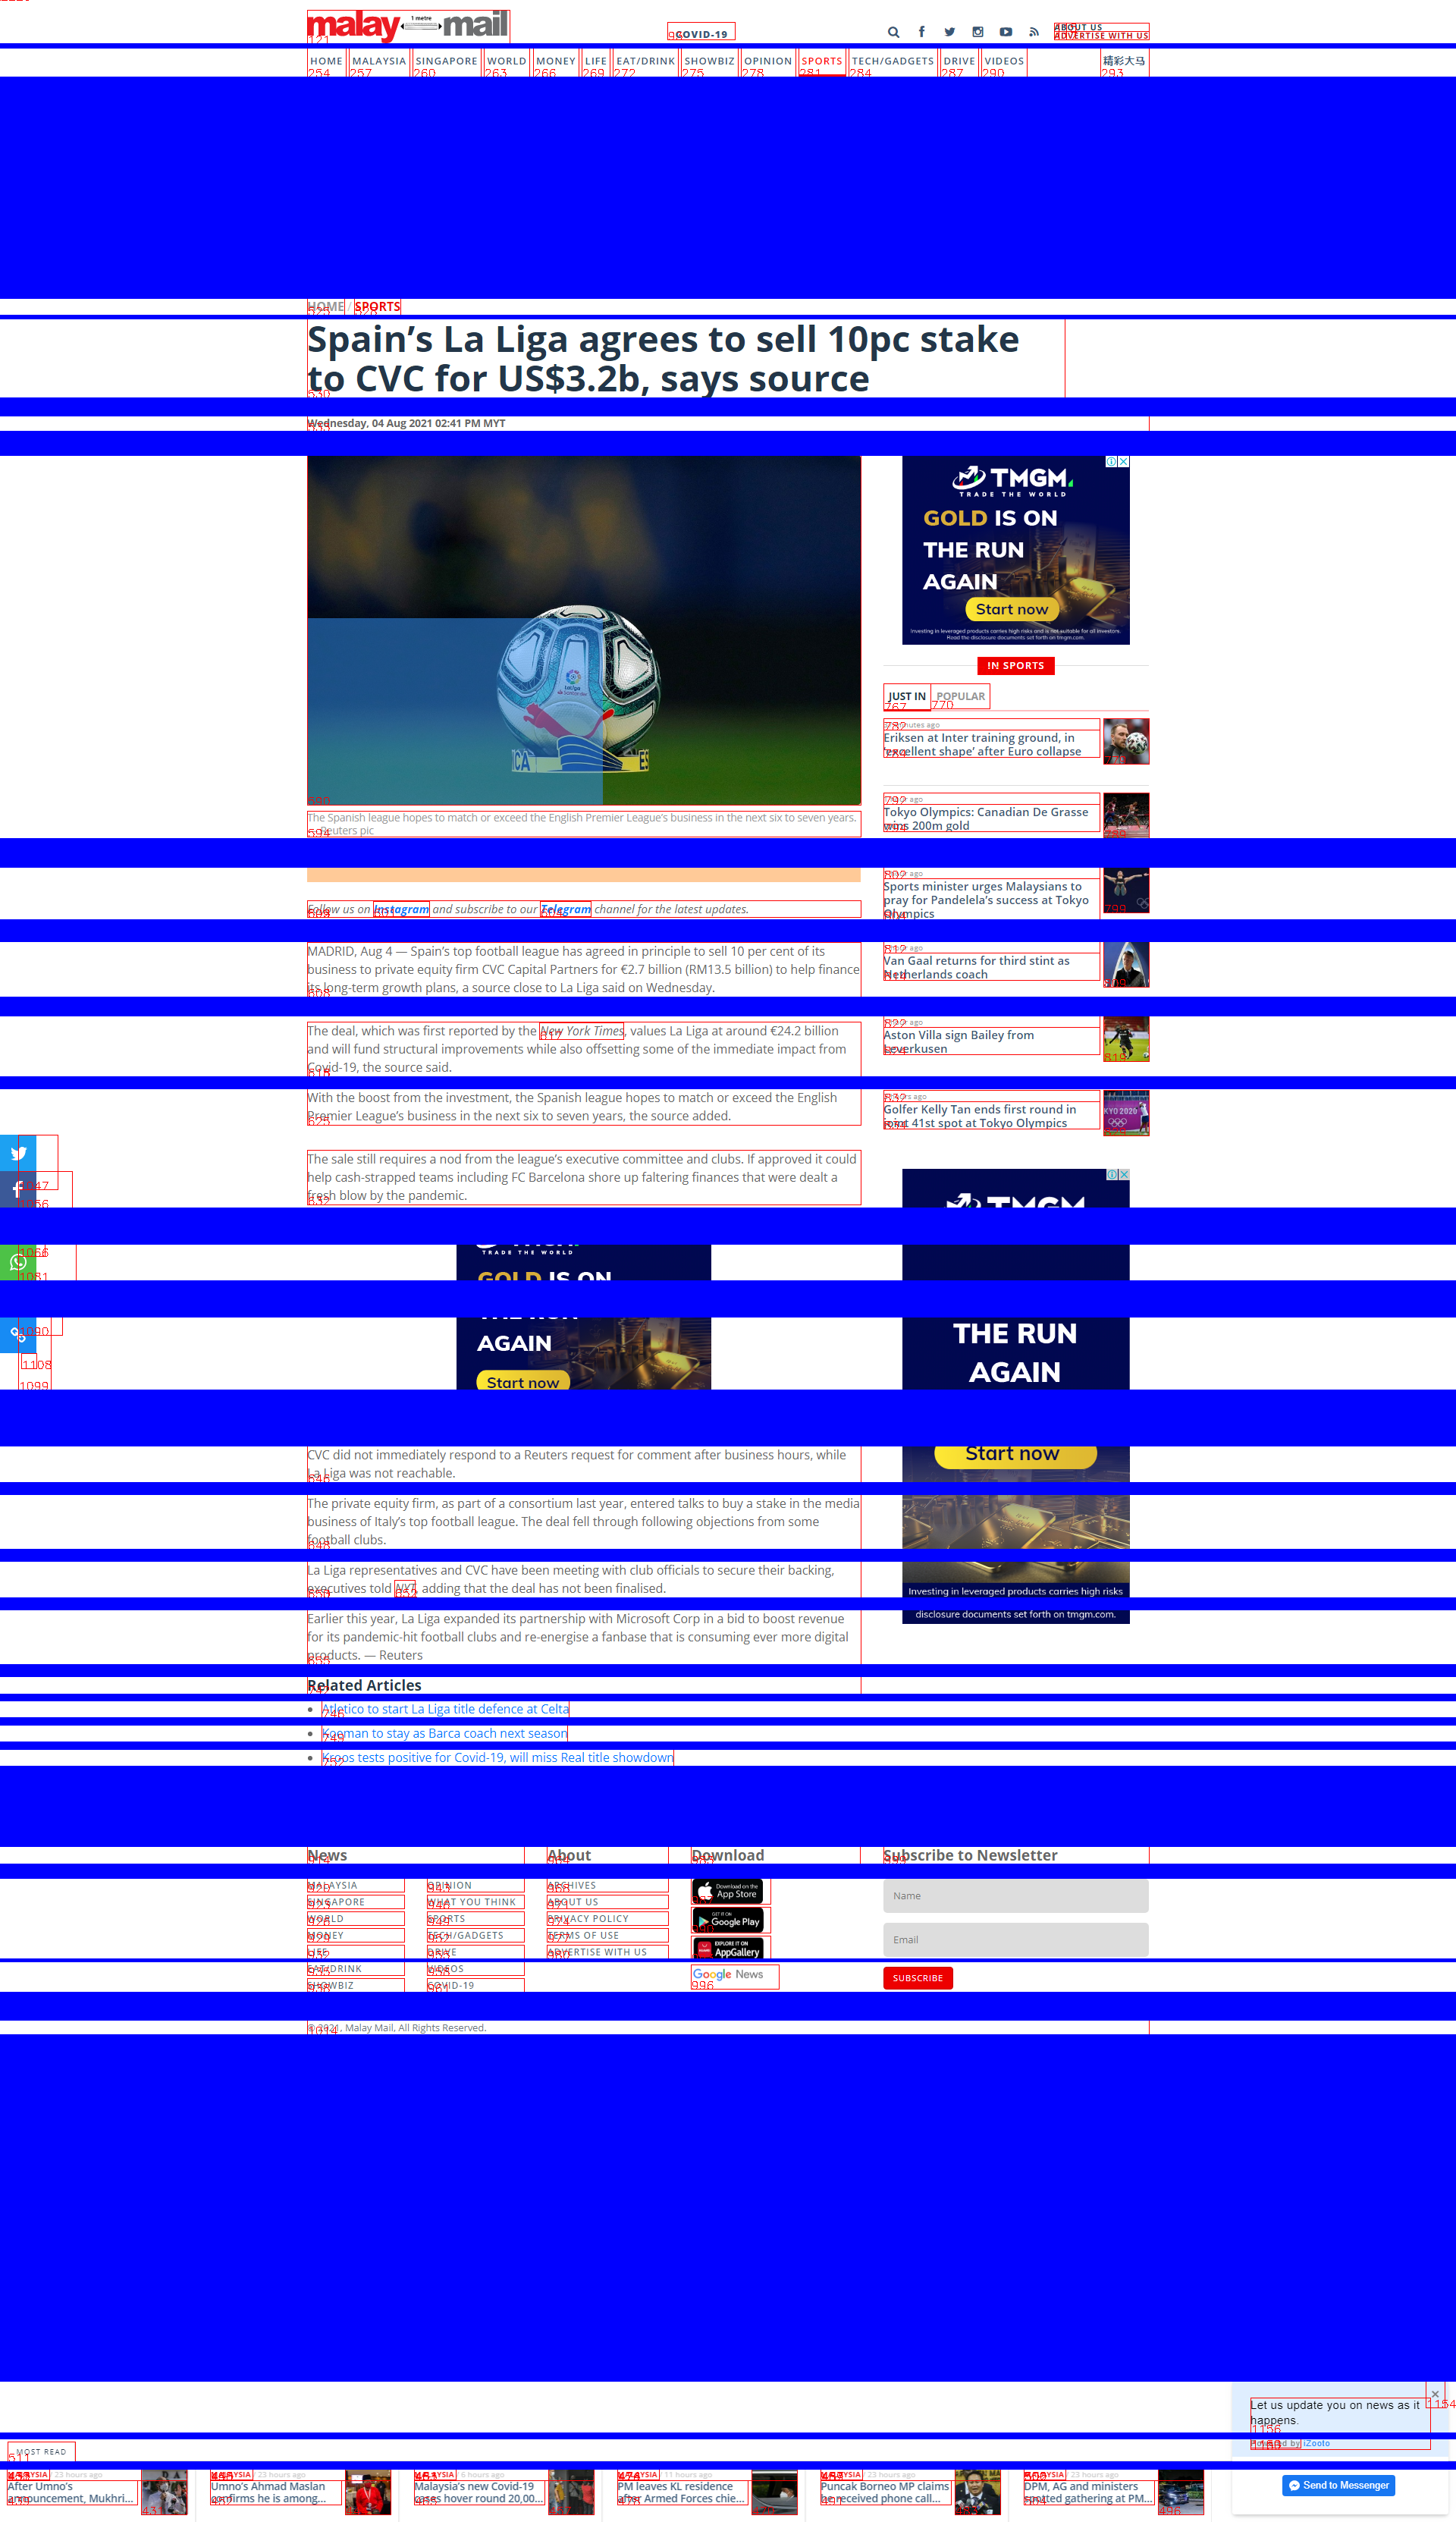 malay mail
1 metre
COVID-19
ABOUT US
ADVERTISE WITH US
HOME MALAYSIA SINGAPORE WORLD MONEY LIFE EAT/DRINK SHOWBIZ OPINION SPORTS TECH/GADGETS DRIVE VIDEOS 精彩大马
254 257 260 263 266 269 272 275 278 281 284 287 290 293
HOME / SPORTS
Spain's La Liga agrees to sell 10pc stake
to CVC for US$3.2b, says source
Wednesday, 04 Aug 2021 02:41 PM MYT
The Spanish league hopes to match or exceed the English Premier League's business in the next six to seven years.
Reuters pic
Follow us on Instagram and subscribe to our Telegram channel for the latest updates.
MADRID, Aug 4 — Spain's top football league has agreed in principle to sell 10 per cent of its
business to private equity firm CVC Capital Partners for €2.7 billion (RM13.5 billion) to help finance
its long-term growth plans, a source close to La Liga said on Wednesday.
The deal, which was first reported by the New York Times, values La Liga at around €24.2 billion
and will fund structural improvements while also offsetting some of the immediate impact from
Covid-19, the source said.
With the boost from the investment, the Spanish league hopes to match or exceed the English
Premier League's business in the next six to seven years, the source added.
The sale still requires a nod from the league's executive committee and clubs. If approved it could
help cash-strapped teams including FC Barcelona shore up faltering finances that were dealt a
fresh blow by the pandemic.
TRADE THE WORLD
GOLD IS ON
AGAIN
Start now
CVC did not immediately respond to a Reuters request for comment after business hours, while
La Liga was not reachable.
The private equity firm, as part of a consortium last year, entered talks to buy a stake in the media
business of Italy's top football league. The deal fell through following objections from some
football clubs.
La Liga representatives and CVC have been meeting with club officials to secure their backing,
executives told NYT, adding that the deal has not been finalised.
Earlier this year, La Liga expanded its partnership with Microsoft Corp in a bid to boost revenue
for its pandemic-hit football clubs and re-energise a fanbase that is consuming ever more digital
products. — Reuters
Related Articles
Atletico to start La Liga title defence at Celta
Koeman to stay as Barca coach next season
Kroos tests positive for Covid-19, will miss Real title showdown
TMGM
TRADE THE WORLD
GOLD IS ON
THE RUN
AGAIN
Start now
Investing in leveraged products carries high risks and is not suitable for all investors.
Read the disclosure documents set forth on tmgm.com.
IN SPORTS
JUST IN POPULAR
Eriksen at Inter training ground, in
'excellent shape' after Euro collapse
Tokyo Olympics: Canadian De Grasse
wins 200m gold
Sports minister urges Malaysians to
pray for Pandelela's success at Tokyo
Olympics
Van Gaal returns for third stint as
Netherlands coach
Aston Villa sign Bailey from
Leverkusen
Golfer Kelly Tan ends first round in
joint 41st spot at Tokyo Olympics
TMGM
THE RUN
AGAIN
Start now
Investing in leveraged products carries high risks
disclosure documents set forth on tmgm.com.
News About Download Subscribe to Newsletter
MALAYSIA OPINION ARCHIVES
SINGAPORE WHAT YOU THINK ABOUT US
WORLD SPORTS PRIVACY POLICY
MONEY TECH/GADGETS TERMS OF USE
LIFE DRIVE ADVERTISE WITH US
EAT/DRINK VIDEOS
SHOWBIZ COVID-19
Download on the
App Store
GET IT ON
Google Play
EXPLORE IT ON
AppGallery
Google News
Name
Email
SUBSCRIBE
© 2021, Malay Mail, All Rights Reserved.
Let us update you on news as it
happens.
Powered by iZooto
Send to Messenger
MOST READ
MALAYSIA 23 hours ago
After Umno's
announcement, Mukhri...
MALAYSIA 23 hours ago
Umno's Ahmad Maslan
confirms he is among...
MALAYSIA 6 hours ago
Malaysia's new Covid-19
cases hover round 20,00...
MALAYSIA 11 hours ago
PM leaves KL residence
after Armed Forces chie...
MALAYSIA 23 hours ago
Puncak Borneo MP claims
he received phone call...
MALAYSIA 23 hours ago
DPM, AG and ministers
spotted gathering at PM...